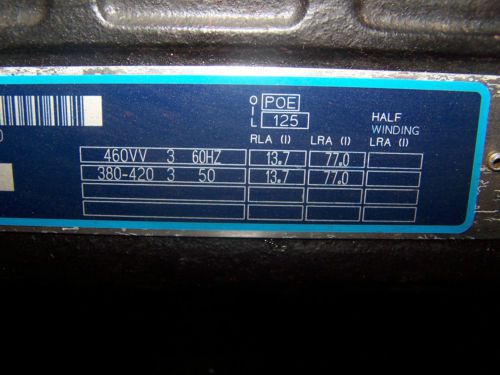 O
I
L
POE
125
HALF
WINDING
RLA (I) LRA (I) LRA (I)
460VV 3 60HZ 13.7 77.0
380-420 3 50 13.7 77.0